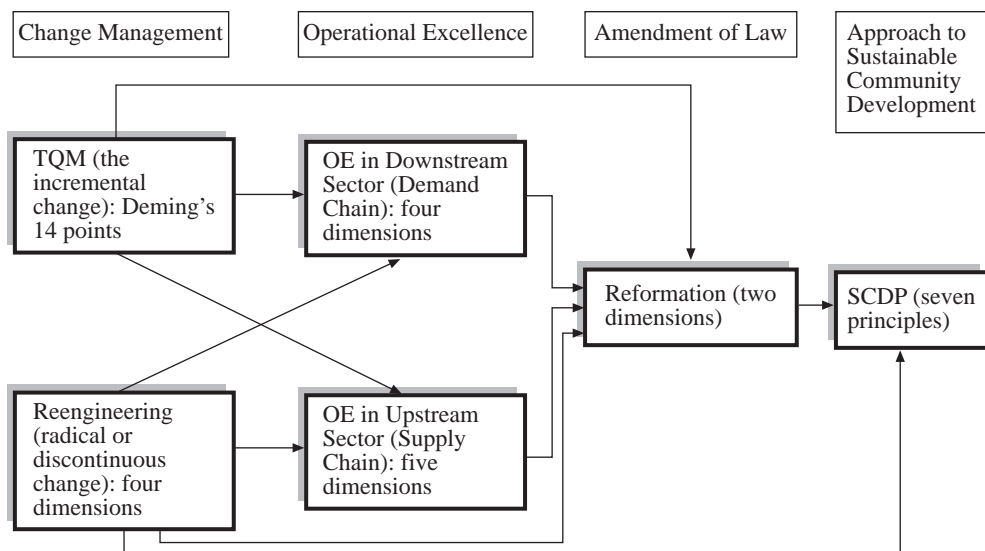 Change Management
Operational Excellence
Amendment of Law
Approach to
Sustainable
Community
Development
TQM (the
incremental
change): Deming’s
14 points
OE in Downstream
Sector (Demand
Chain): four
dimensions
Reformation (two
dimensions)
SCDP (seven
principles)
Reengineering
(radical or
discontinuous
change): four
dimensions
OE in Upstream
Sector (Supply
Chain): five
dimensions